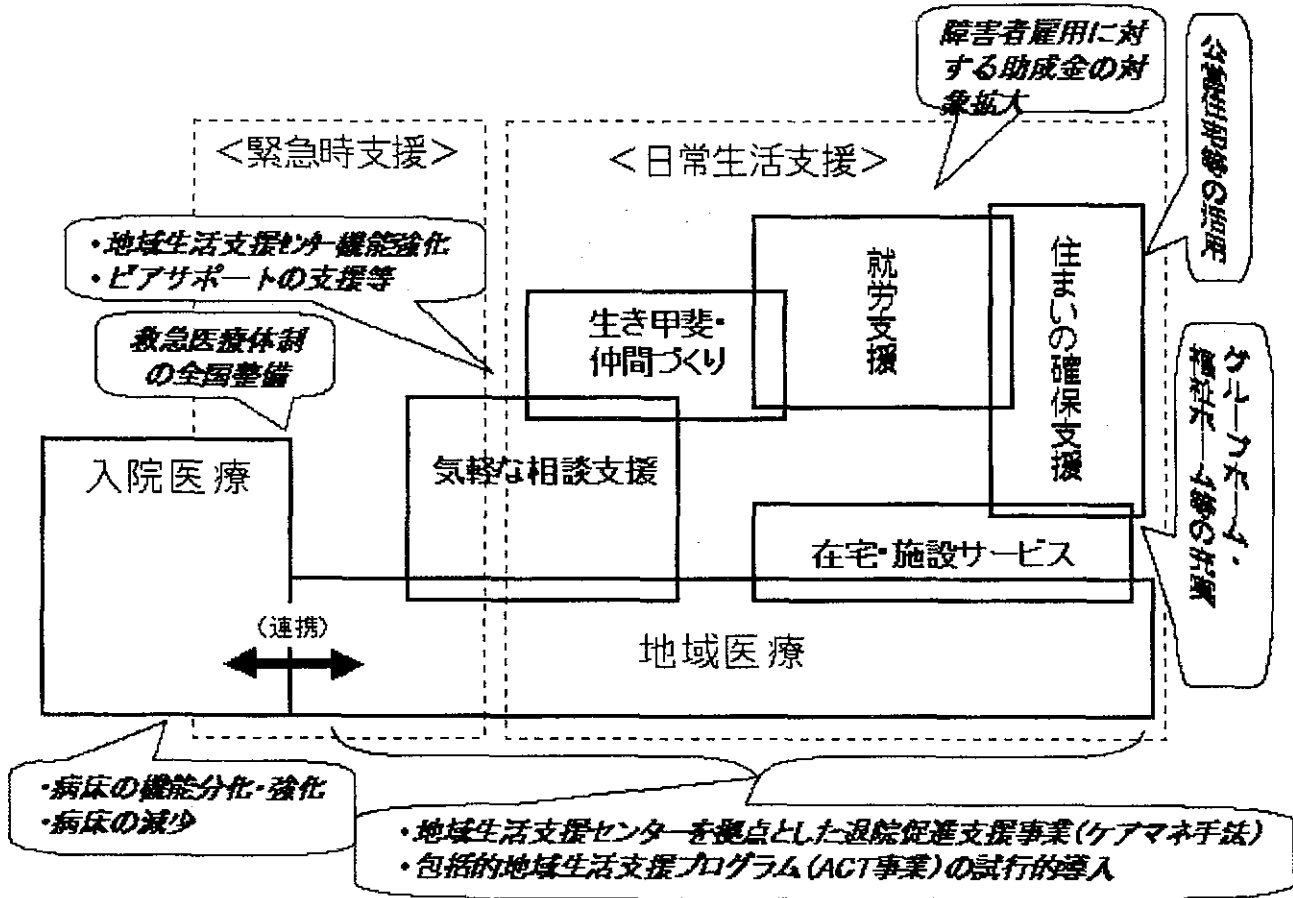 障害者雇用に対
する助成金の対
象拡大
＜緊急時支援＞
＜日常生活支援＞
・地域生活支援センター機能強化
・ピアサポートの支援等
救急医療体制
の全国整備
生き甲斐・
仲間づくり
就労支援
住まいの確保支援
グループホーム・
福祉ホーム等の拡質
入院医療
気軽な相談支援
在宅・施設サービス
（連携）
地域医療
・病床の機能分化・強化
・病床の減少
・地域生活支援センターを拠点とした退院促進支援事業（ケアマネ手法）
・包括的地域生活支援プログラム（ACT事業）の試行的導入